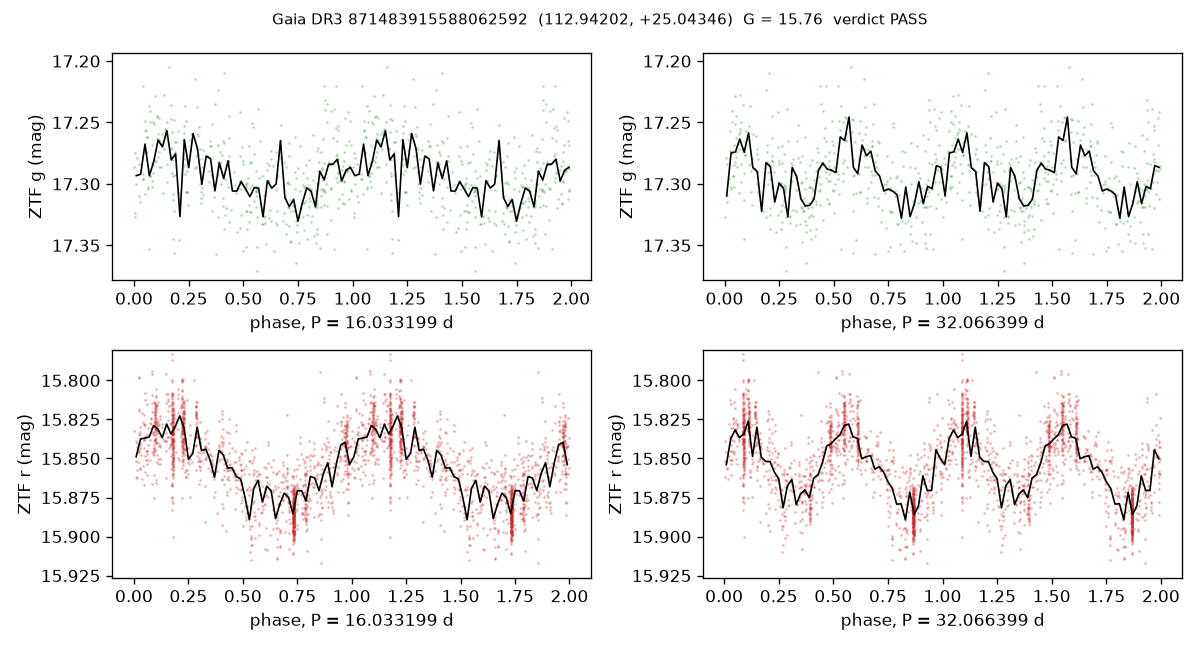 Gaia DR3 871483915588062592 (112.94202, +25.04346) G = 15.76 verdict PASS
ZTF g (mag)
17.20
17.25
17.30
17.35
0.00 0.25 0.50 0.75 1.00 1.25 1.50 1.75 2.00
phase, P = 16.033199 d
ZTF g (mag)
17.20
17.25
17.30
17.35
0.00 0.25 0.50 0.75 1.00 1.25 1.50 1.75 2.00
phase, P = 32.066399 d
ZTF r (mag)
15.800
15.825
15.850
15.875
15.900
15.925
0.00 0.25 0.50 0.75 1.00 1.25 1.50 1.75 2.00
phase, P = 16.033199 d
ZTF r (mag)
15.800
15.825
15.850
15.875
15.900
15.925
0.00 0.25 0.50 0.75 1.00 1.25 1.50 1.75 2.00
phase, P = 32.066399 d